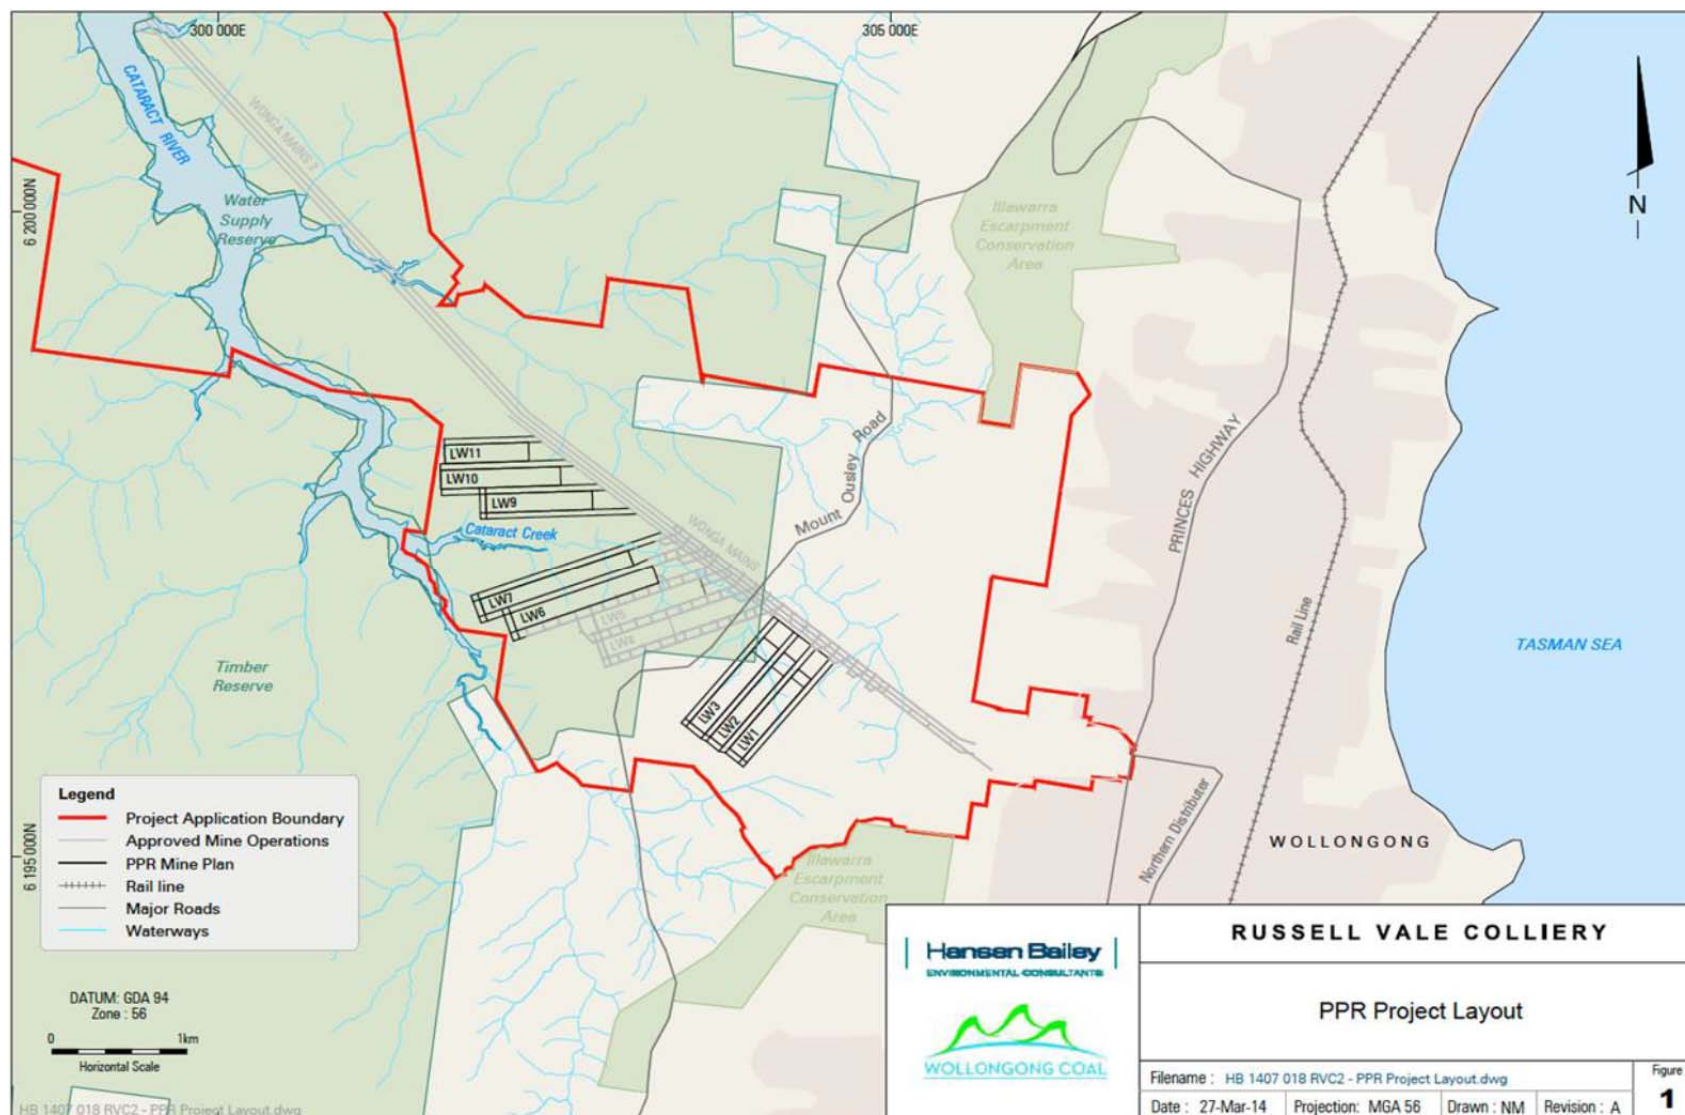 300 000E
305 000E
6 200 000N
6 195 000N
CATARACT RIVER
WONGA MAINS 2
Water
Supply
Reserve
Illawarra
Escarpment
Conservation
Area
N
Mount Ousley Road
PRINCES HIGHWAY
LW11
LW10
LW9
Cataract Creek
WONGA MAINS
LW7
LW6
LW5
LW4
LW3
LW2
LW1
Rail Line
TASMAN SEA
Timber
Reserve
Northern Distributer
WOLLONGONG
Illawarra
Escarpment
Conservation
Area
Legend
Project Application Boundary
Approved Mine Operations
PPR Mine Plan
Rail line
Major Roads
Waterways
DATUM: GDA 94
Zone : 56
0 1km
Horizontal Scale
HB 1407 018 RVC2 - PPR Project Layout.dwg
Hansen Bailey
ENVIRONMENTAL CONSULTANTS
WOLLONGONG COAL
RUSSELL VALE COLLIERY
PPR Project Layout
Filename : HB 1407 018 RVC2 - PPR Project Layout.dwg
Date : 27-Mar-14 Projection: MGA 56 Drawn : NM Revision : A
Figure
1